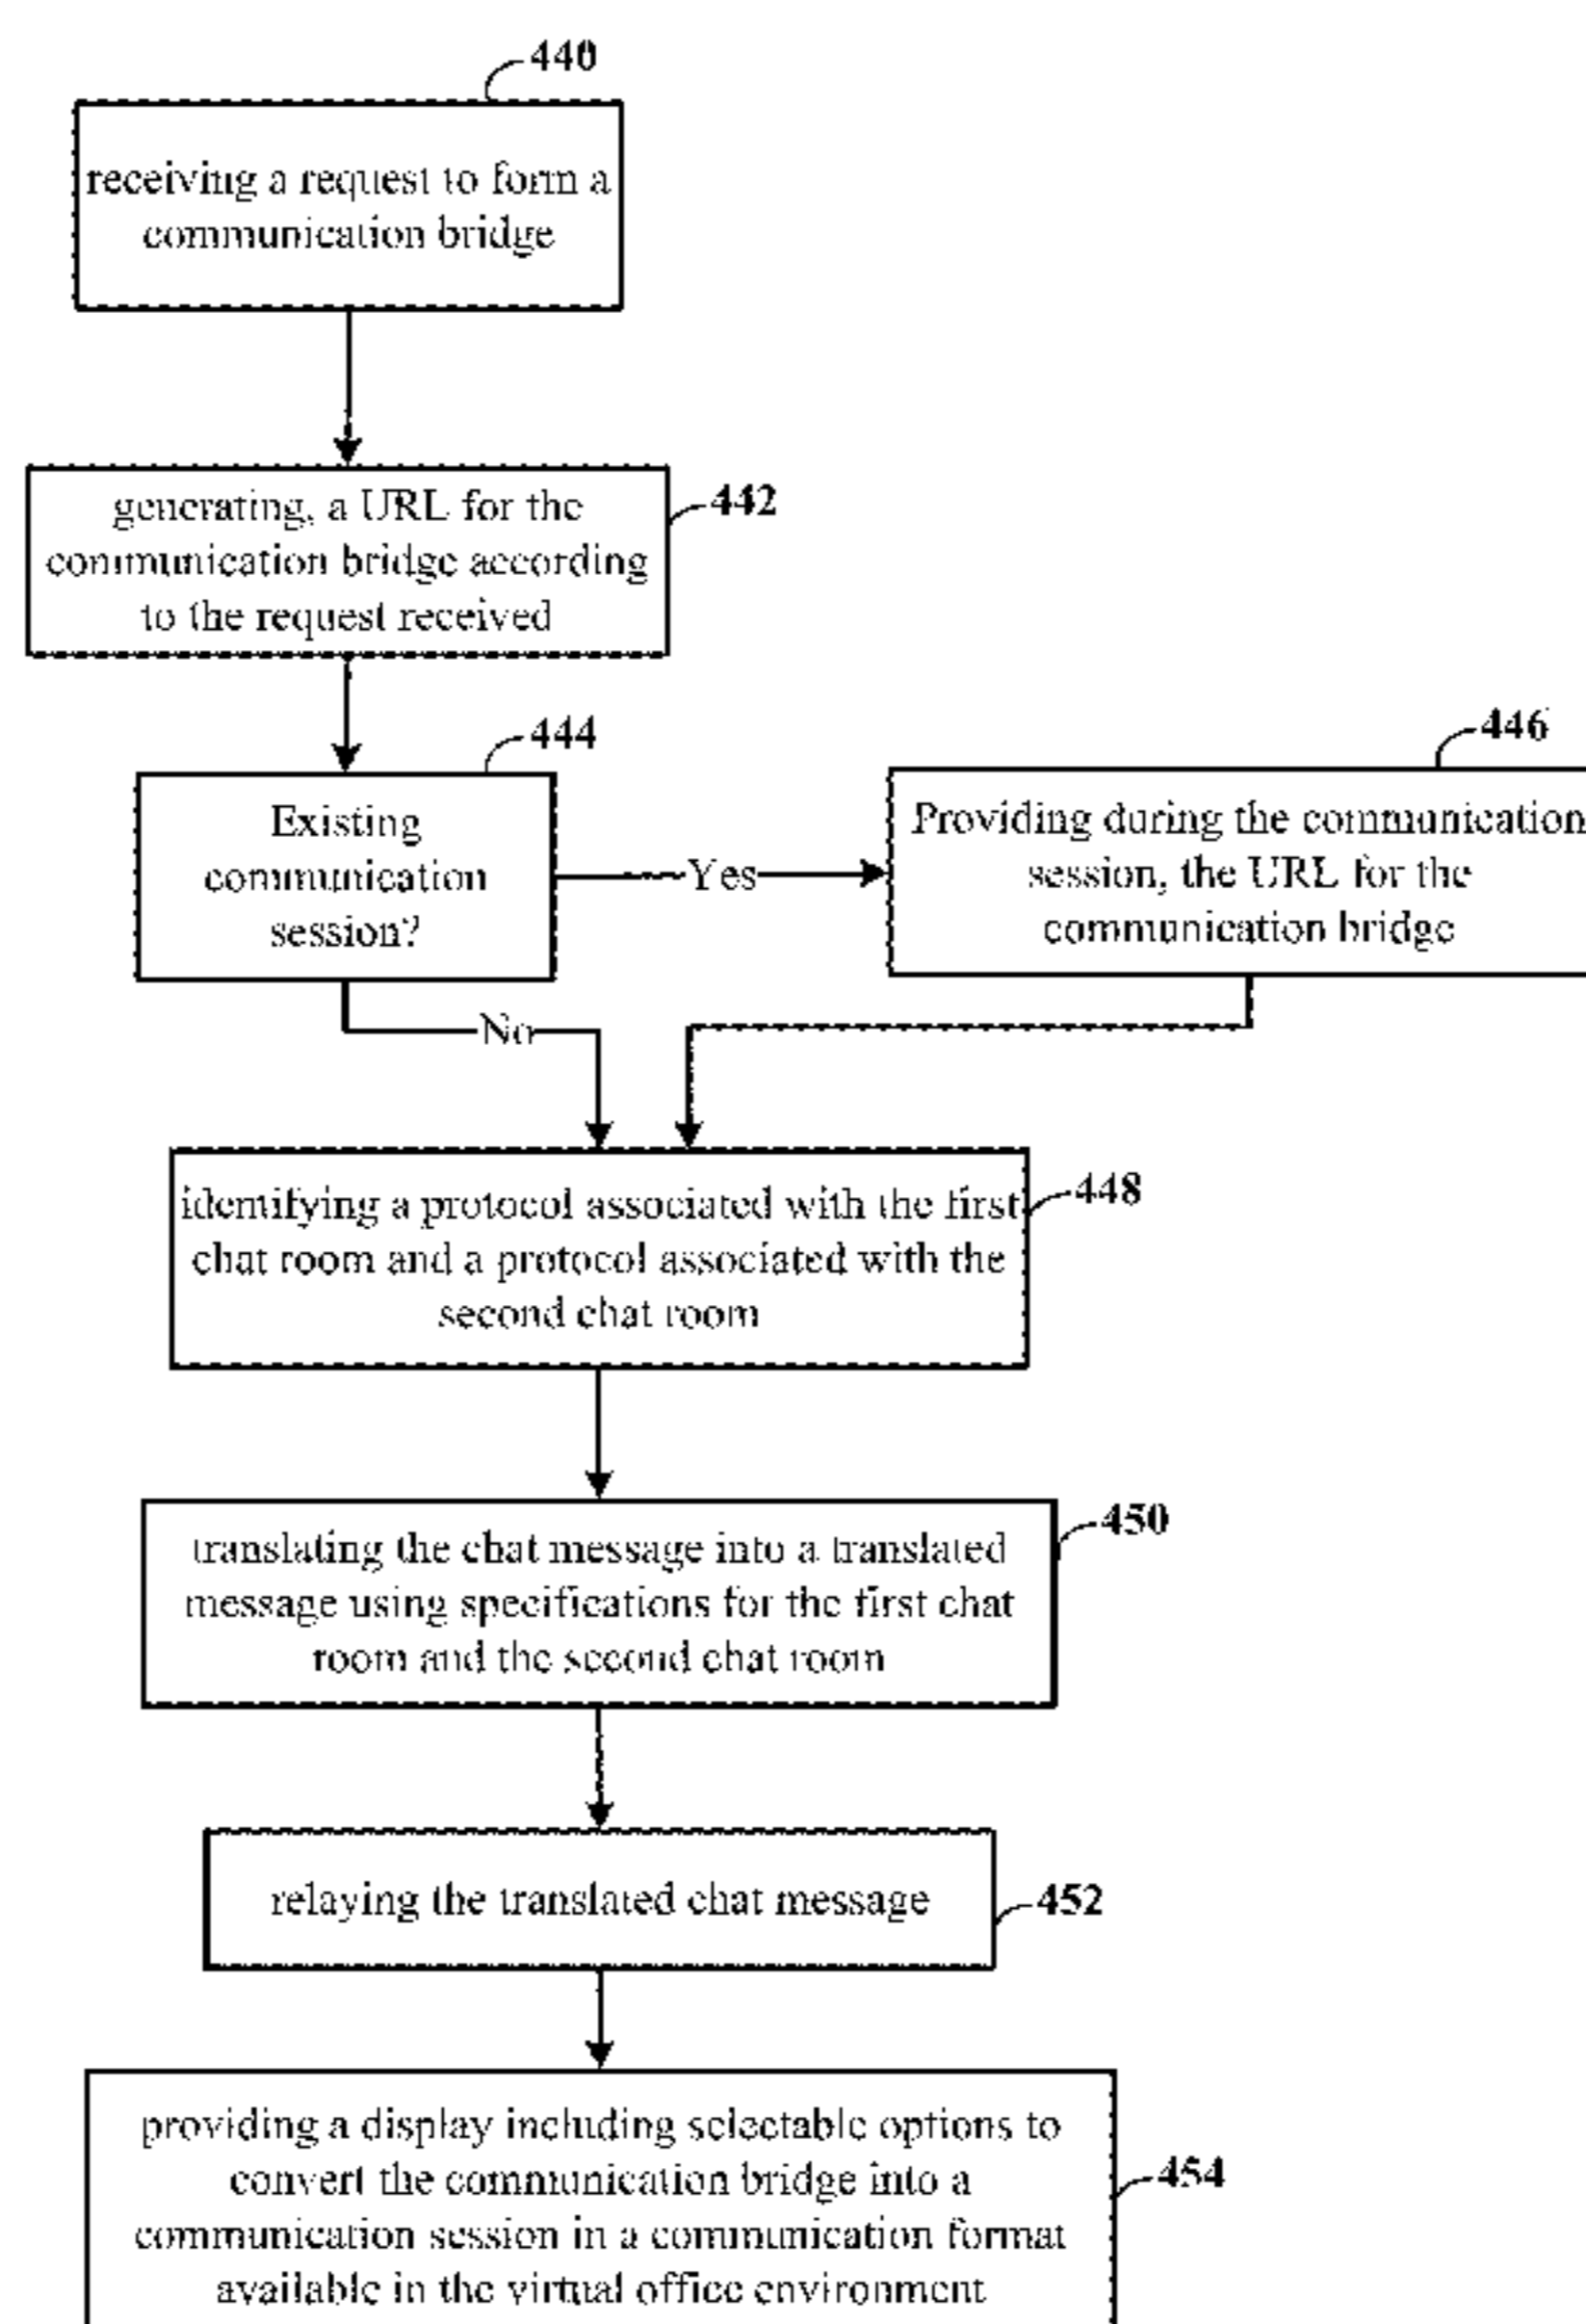 440
receiving a request to form a
communication bridge
generating, a URL for the
communication bridge according
to the request received
442
444
Existing
communication
session?
Yes
446
Providing during the communication
session, the URL for the
communication bridge
No
identifying a protocol associated with the first
chat room and a protocol associated with the
second chat room
448
translating the chat message into a translated
message using specifications for the first chat
room and the second chat room
450
relaying the translated chat message
452
providing a display including selectable options to
convert the communication bridge into a
communication session in a communication format
available in the virtual office environment
454